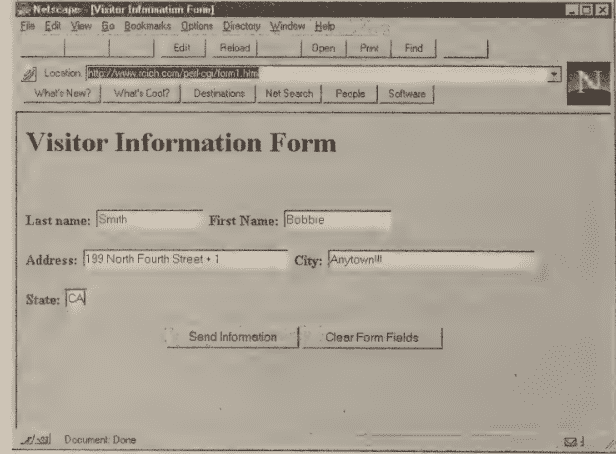 Netscape - [Visitor Information Form]
File Edit View Go Bookmarks Options Directory Window Help
Edit Reload Open Print Find
Location: http://www.rcich.com/perl-cgi/form1.html
What's New? What's Cool? Destinations Net Search People Software
N
Visitor Information Form
Last name: Smith First Name: Bobbie
Address: 199 North Fourth Street + 1 City: Anytown!!!
State: CA
Send Information Clear Form Fields
Document: Done